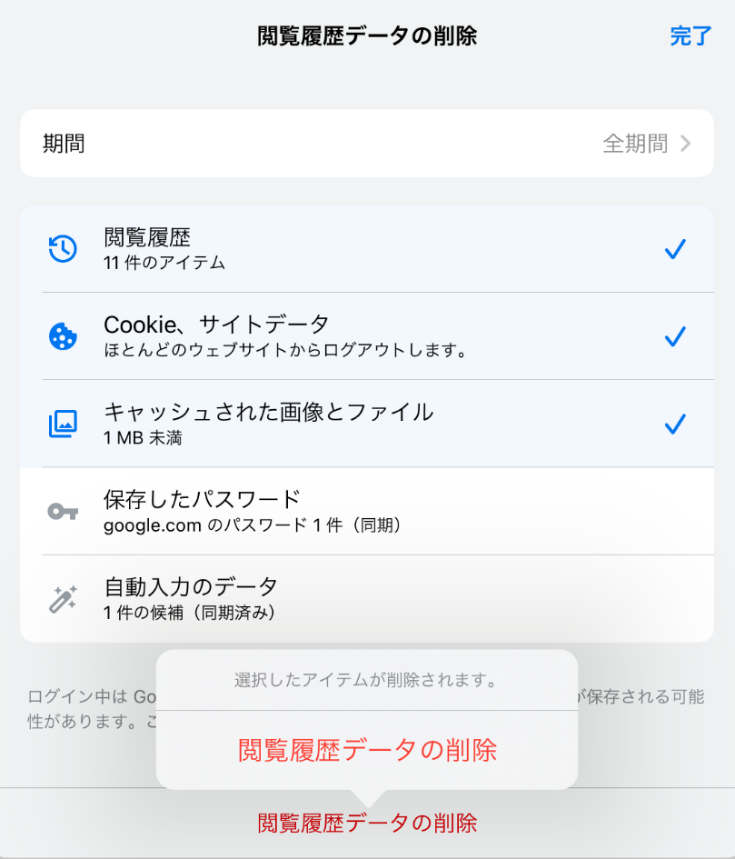 閲覧履歴データの削除
完了
期間
全期間
閲覧履歴
11 件のアイテム
Cookie、サイトデータ
ほとんどのウェブサイトからログアウトします。
キャッシュされた画像とファイル
1 MB 未満
保存したパスワード
google.com のパスワード 1 件（同期）
自動入力のデータ
1 件の候補（同期済み）
選択したアイテムが削除されます。
ログイン中は Go が保存される可能
性があります。こ
閲覧履歴データの削除
閲覧履歴データの削除